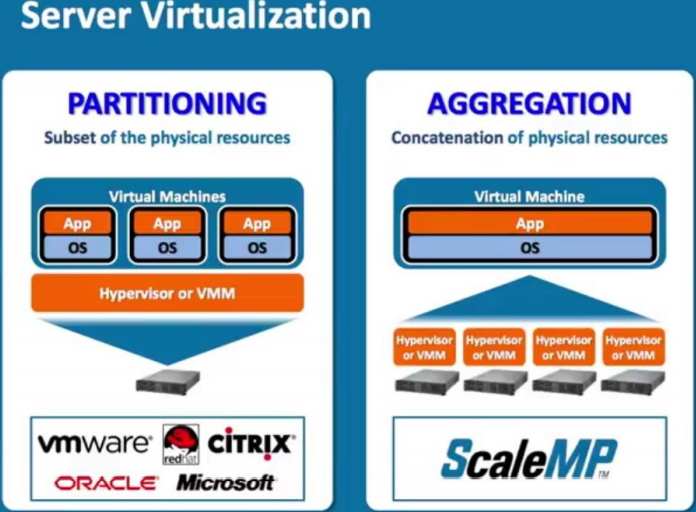 Server Virtualization
PARTITIONING
Subset of the physical resources
Virtual Machines
App
App
App
OS
OS
OS
Hypervisor or VMM
vmware®
redhat
CITRIX®
ORACLE®
Microsoft®
AGGREGATION
Concatenation of physical resources
Virtual Machine
App
OS
Hypervisor
or VMM
Hypervisor
or VMM
Hypervisor
or VMM
Hypervisor
or VMM
ScaleMP™